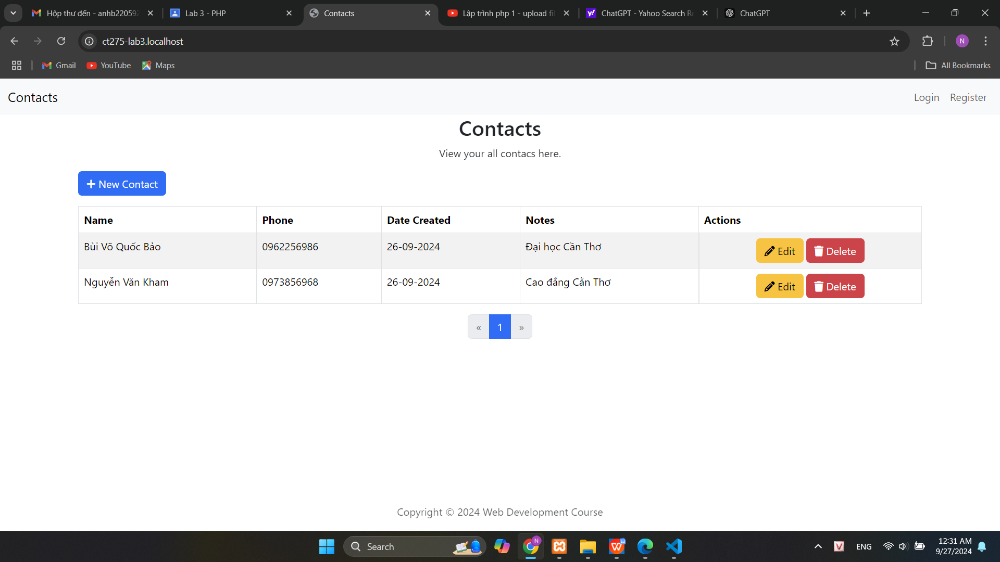 Hộp thư đến - anhb220592
Lab 3 - PHP
Contacts
Lập trình php 1 - upload fil
ChatGPT - Yahoo Search Re
ChatGPT
ct275-lab3.localhost
N
Gmail
YouTube
Maps
All Bookmarks
Contacts
Login
Register
Contacts
View your all contacs here.
New Contact
Name Phone Date Created Notes Actions
Bùi Võ Quốc Bảo 0962256986 26-09-2024 Đại học Cần Thơ Edit Delete
Nguyễn Văn Kham 0973856968 26-09-2024 Cao đẳng Cần Thơ Edit Delete
« 1 »
Copyright © 2024 Web Development Course
Search
N
ENG
12:31 AM
9/27/2024